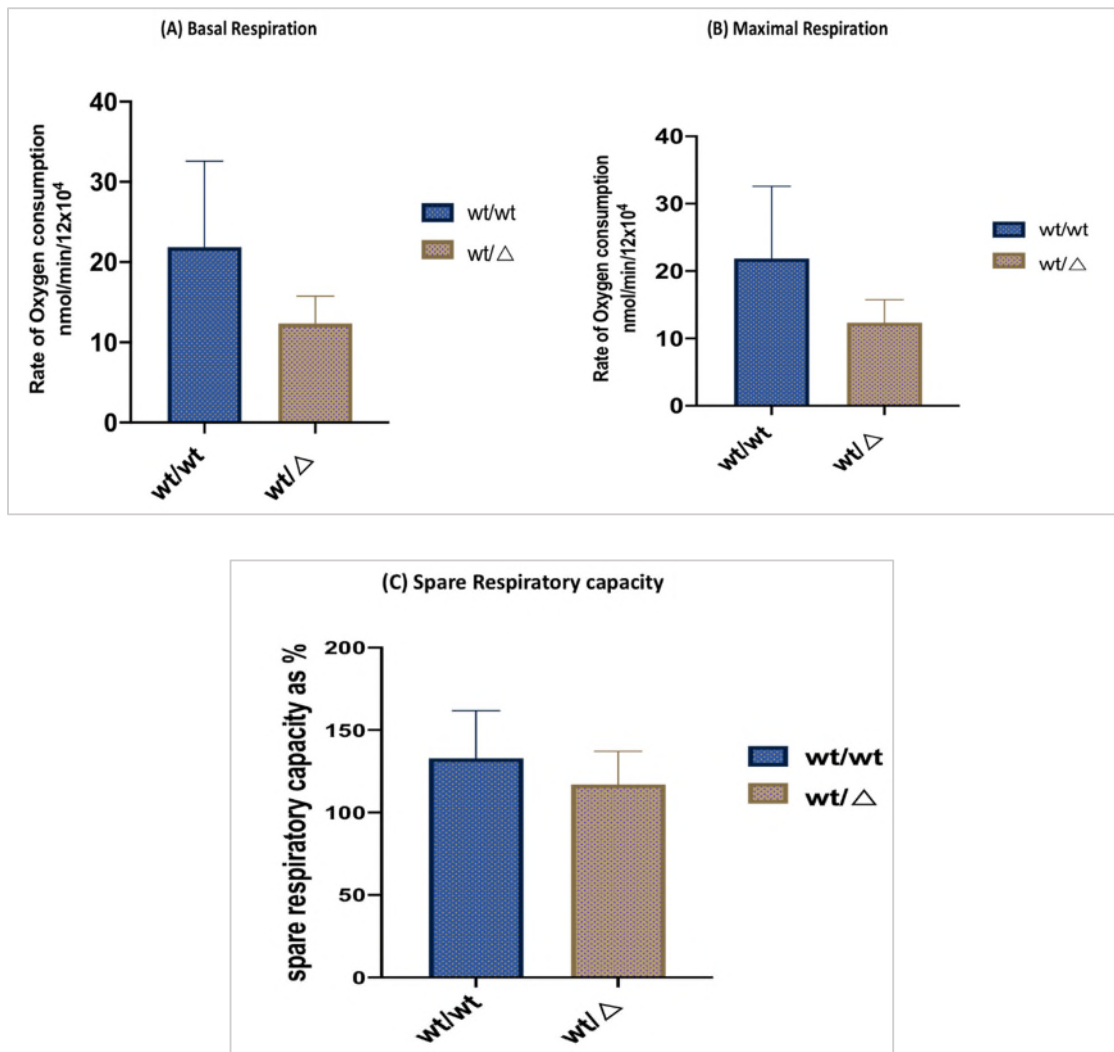 (A) Basal Respiration
Rate of Oxygen consumption
nmol/min/12x10⁴
40
30
20
10
0
wt/wt
wt/△
wt/wt
wt/△
(B) Maximal Respiration
Rate of Oxygen consumption
nmol/min/12x10⁴
40
30
20
10
0
wt/wt
wt/△
wt/wt
wt/△
(C) Spare Respiratory capacity
spare respiratory capacity as %
200
150
100
50
0
wt/wt
wt/△
wt/wt
wt/△